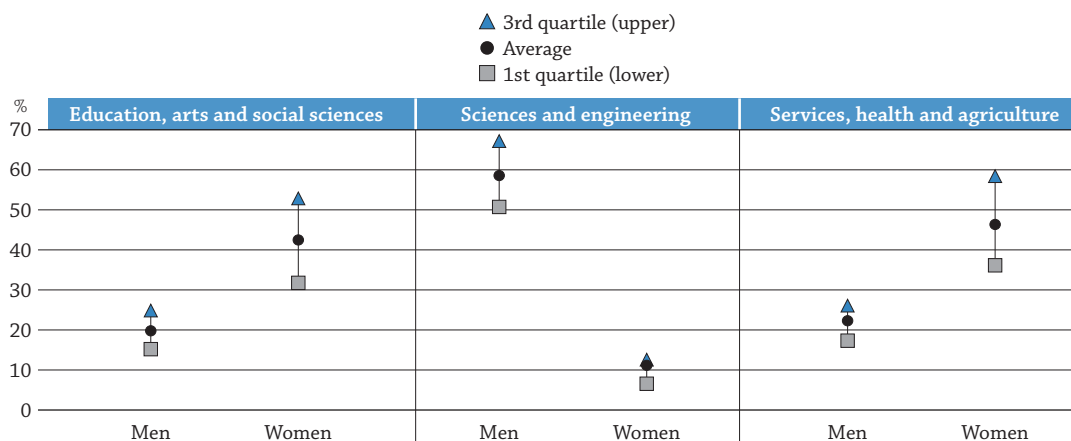 3rd quartile (upper)
Average
1st quartile (lower)
%
Education, arts and social sciences
Sciences and engineering
Services, health and agriculture
70
60
50
40
30
20
10
0
Men
Women
Men
Women
Men
Women